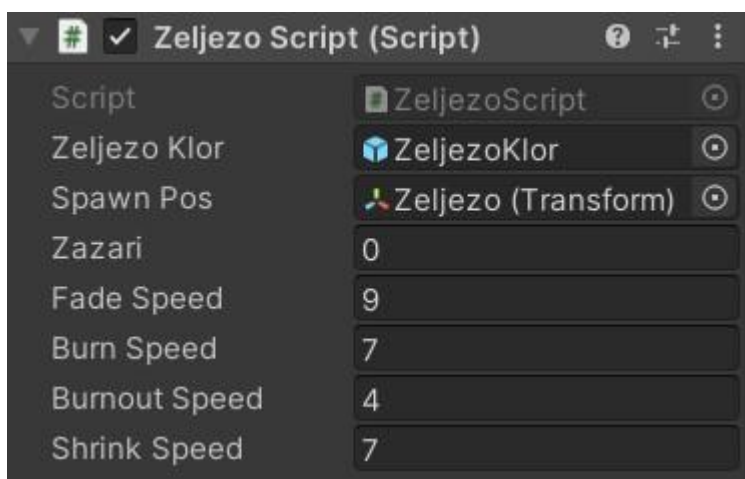 # Zeljezo Script (Script)
Script # ZeljezoScript
Zeljezo Klor ZeljezoKlor
Spawn Pos Zeljezo (Transform)
Zazari 0
Fade Speed 9
Burn Speed 7
Burnout Speed 4
Shrink Speed 7